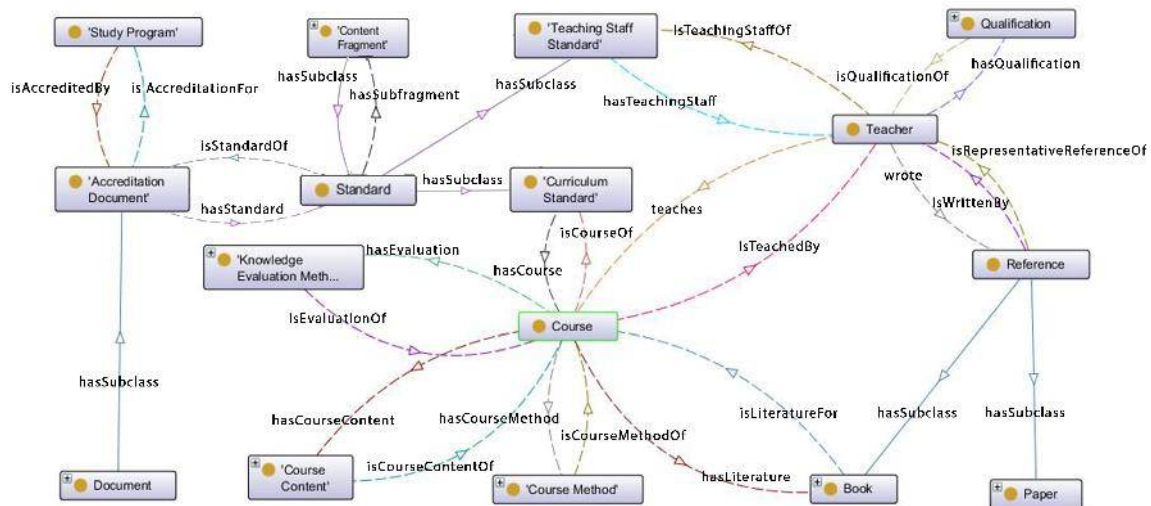 'Study Program'
'Content
Fragment'
'Teaching Staff
Standard'
IsTeachingStaffOf
Qualification
isAccreditedBy
is AccreditationFor
hasSubclass
hasSubfragment
hasSubclass
hasTeachingStaff
isQualificationOf
hasQualification
Teacher
isStandardOf
isRepresentativeReferenceOf
wrote
'Accreditation
Document'
Standard
hasSubclass
'Curriculum
Standard'
hasStandard
teaches
IsWrittenBy
isCourseOf
hasEvaluation
'Knowledge
Evaluation Meth...
hasCourse
IsTeachedBy
Reference
IsEvaluationOf
Course
hasSubclass
hasCourseContent
hasCourseMethod
isLiteratureFor
hasSubclass
hasSubclass
isCourseMethodOf
isCourseContentOf
hasLiterature
Document
'Course
Content'
'Course Method'
Book
Paper